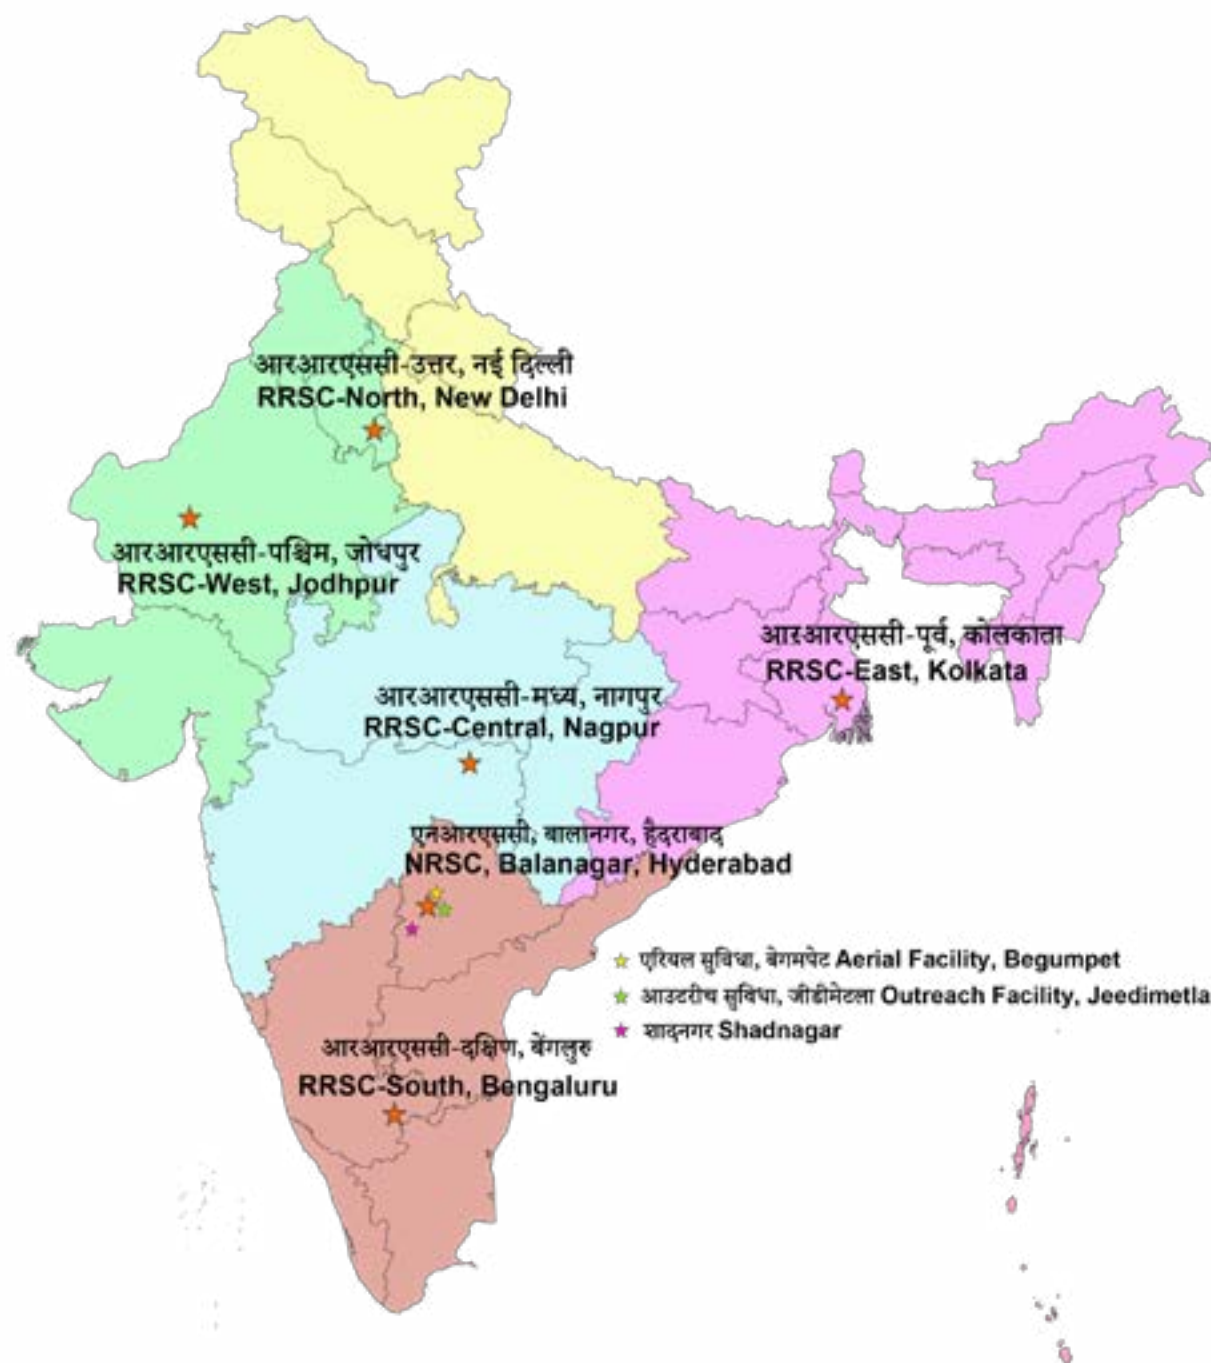 आरआरएससी-उत्तर, नई दिल्ली
RRSC-North, New Delhi
आरआरएससी-पश्चिम, जोधपुर
RRSC-West, Jodhpur
आरआरएससी-पूर्व, कोलकाता
RRSC-East, Kolkata
आरआरएससी-मध्य, नागपुर
RRSC-Central, Nagpur
एनआरएससी, बालानगर, हैदराबाद
NRSC, Balanagar, Hyderabad
एरियल सुविधा, बेगमपेट Aerial Facility, Begumpet
आउटरीच सुविधा, जीडीमेटला Outreach Facility, Jeedimetla
शादनगर Shadnagar
आरआरएससी-दक्षिण, बेंगलुरु
RRSC-South, Bengaluru